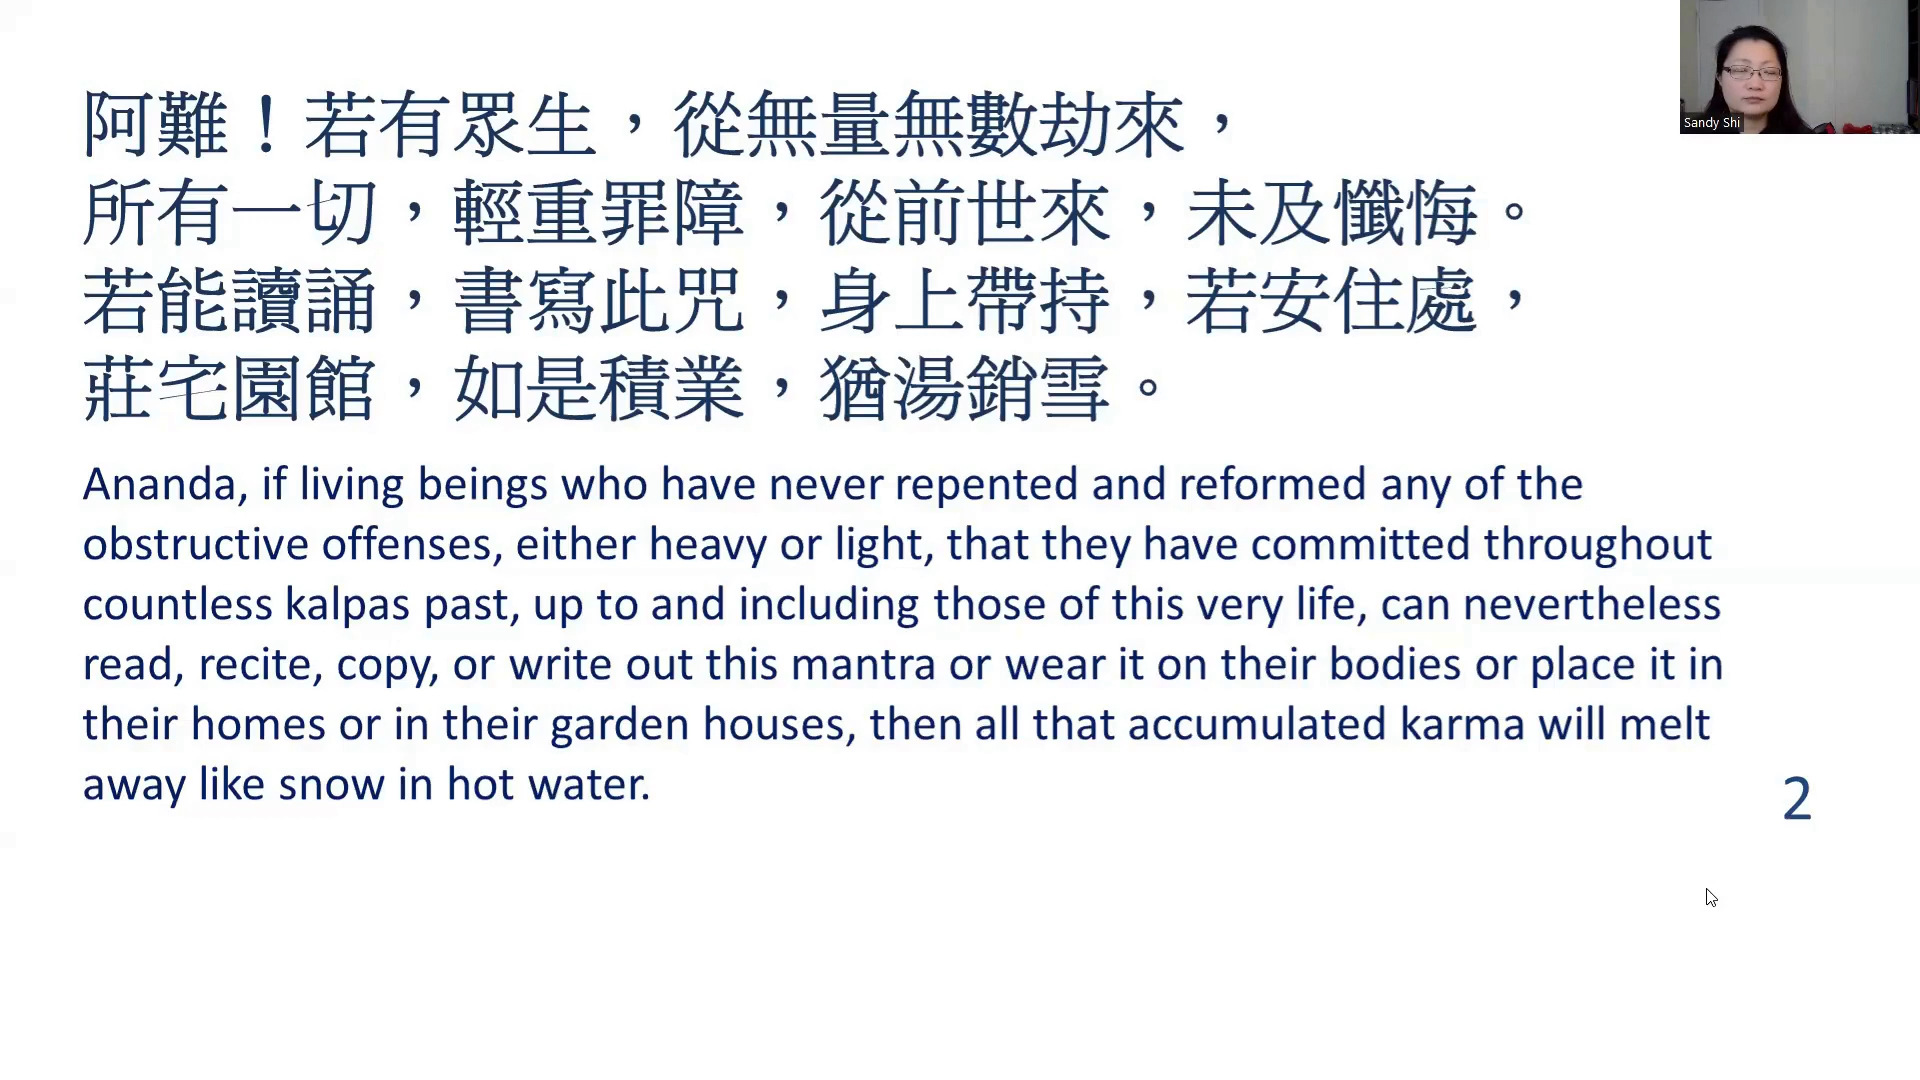 Sandy Shi
阿難！若有眾生，從無量無數劫來，
所有一切，輕重罪障，從前世來，未及懺悔。
若能讀誦，書寫此咒，身上帶持，若安住處，
莊宅園館，如是積業，猶湯銷雪。
Ananda, if living beings who have never repented and reformed any of the
obstructive offenses, either heavy or light, that they have committed throughout
countless kalpas past, up to and including those of this very life, can nevertheless
read, recite, copy, or write out this mantra or wear it on their bodies or place it in
their homes or in their garden houses, then all that accumulated karma will melt
away like snow in hot water.
2